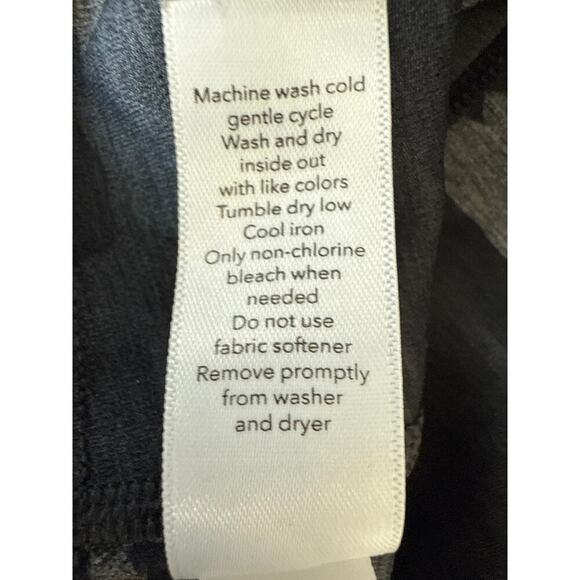 Machine wash cold
gentle cycle
Wash and dry
inside out
with like colors
Tumble dry low
Cool iron
Only non-chlorine
bleach when
needed
Do not use
fabric softener
Remove promptly
from washer
and dryer